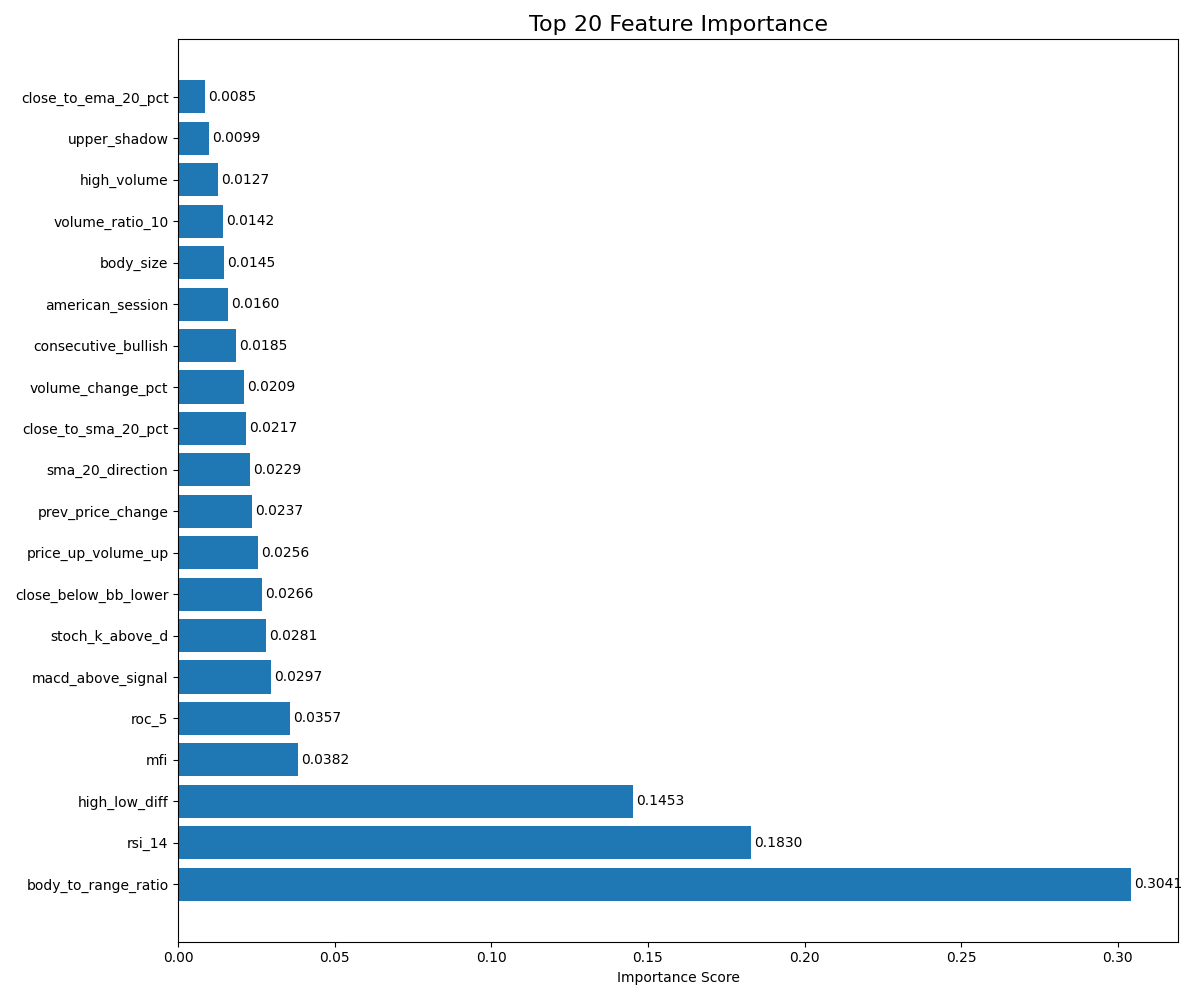 Top 20 Feature Importance
close_to_ema_20_pct 0.0085
upper_shadow 0.0099
high_volume 0.0127
volume_ratio_10 0.0142
body_size 0.0145
american_session 0.0160
consecutive_bullish 0.0185
volume_change_pct 0.0209
close_to_sma_20_pct 0.0217
sma_20_direction 0.0229
prev_price_change 0.0237
price_up_volume_up 0.0256
close_below_bb_lower 0.0266
stoch_k_above_d 0.0281
macd_above_signal 0.0297
roc_5 0.0357
mfi 0.0382
high_low_diff 0.1453
rsi_14 0.1830
body_to_range_ratio 0.3041
0.00 0.05 0.10 0.15 0.20 0.25 0.30
Importance Score